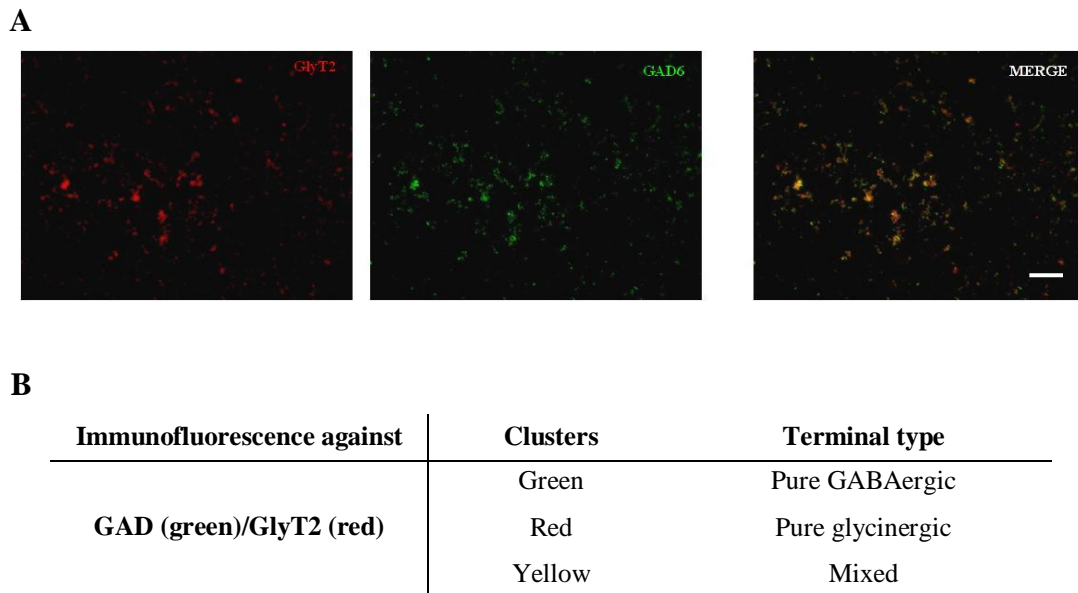 A
GlyT2
GAD6
MERGE
B
Immunofluorescence against Clusters Terminal type
Green Pure GABAergic
GAD (green)/GlyT2 (red) Red Pure glycinergic
Yellow Mixed